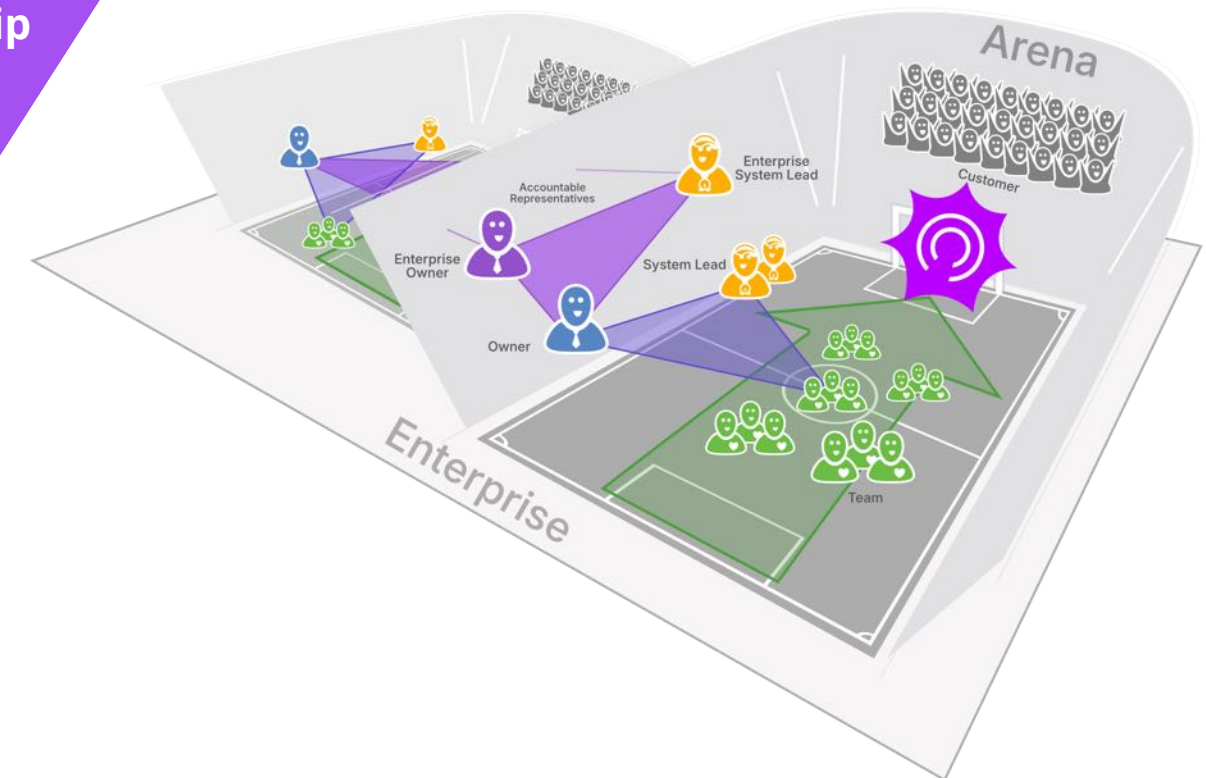 ip
Arena
Customer
Enterprise
System Lead
Accountable
Representatives
Enterprise
Owner
System Lead
Owner
Team
Enterprise